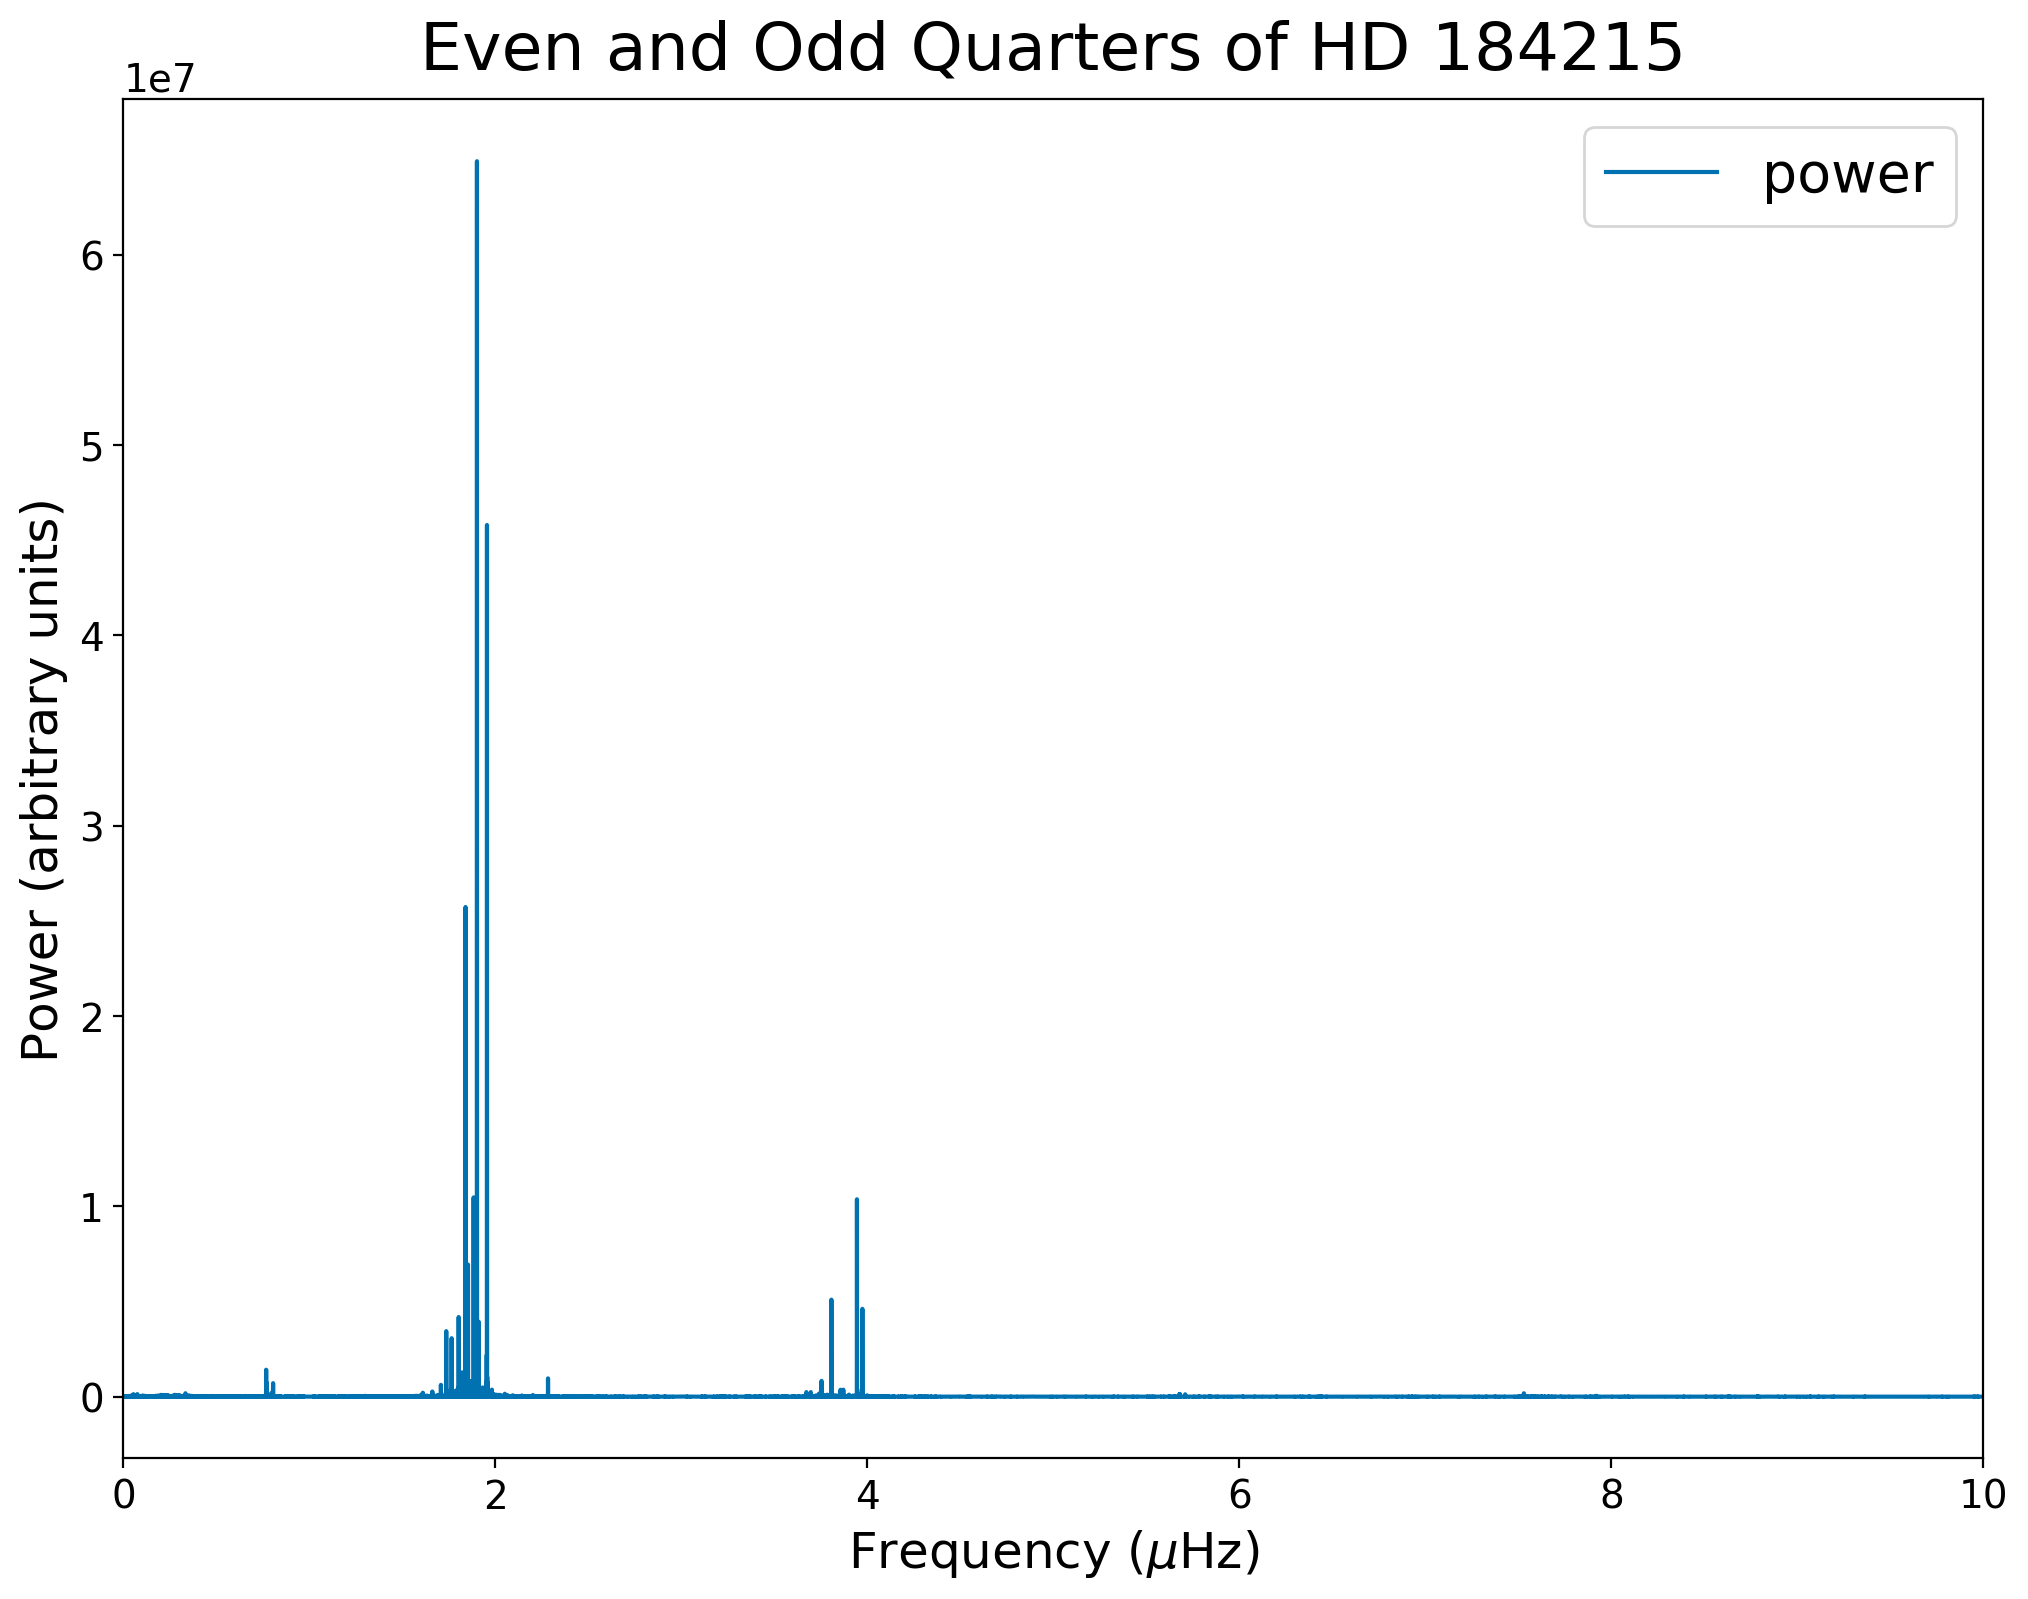 Even and Odd Quarters of HD 184215
1e7
power
6
5
4
3
2
1
0
Power (arbitrary units)
0 2 4 6 8 10
Frequency (μHz)